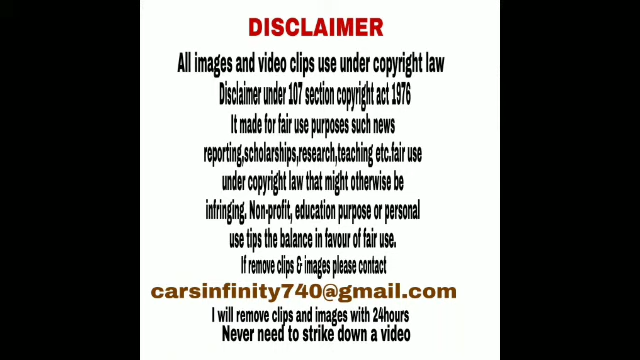 DISCLAIMER
All images and video clips use under copyright law
Disclaimer under 107 section copyright act 1976
It made for fair use purposes such news
reporting,scholarships,research,teaching etc.fair use
under copyright law that might otherwise be
infringing. Non-profit, education purpose or personal
use tips the balance in favour of fair use.
If remove clips & images please contact
carsinfinity740@gmail.com
I will remove clips and images with 24hours
Never need to strike down a video